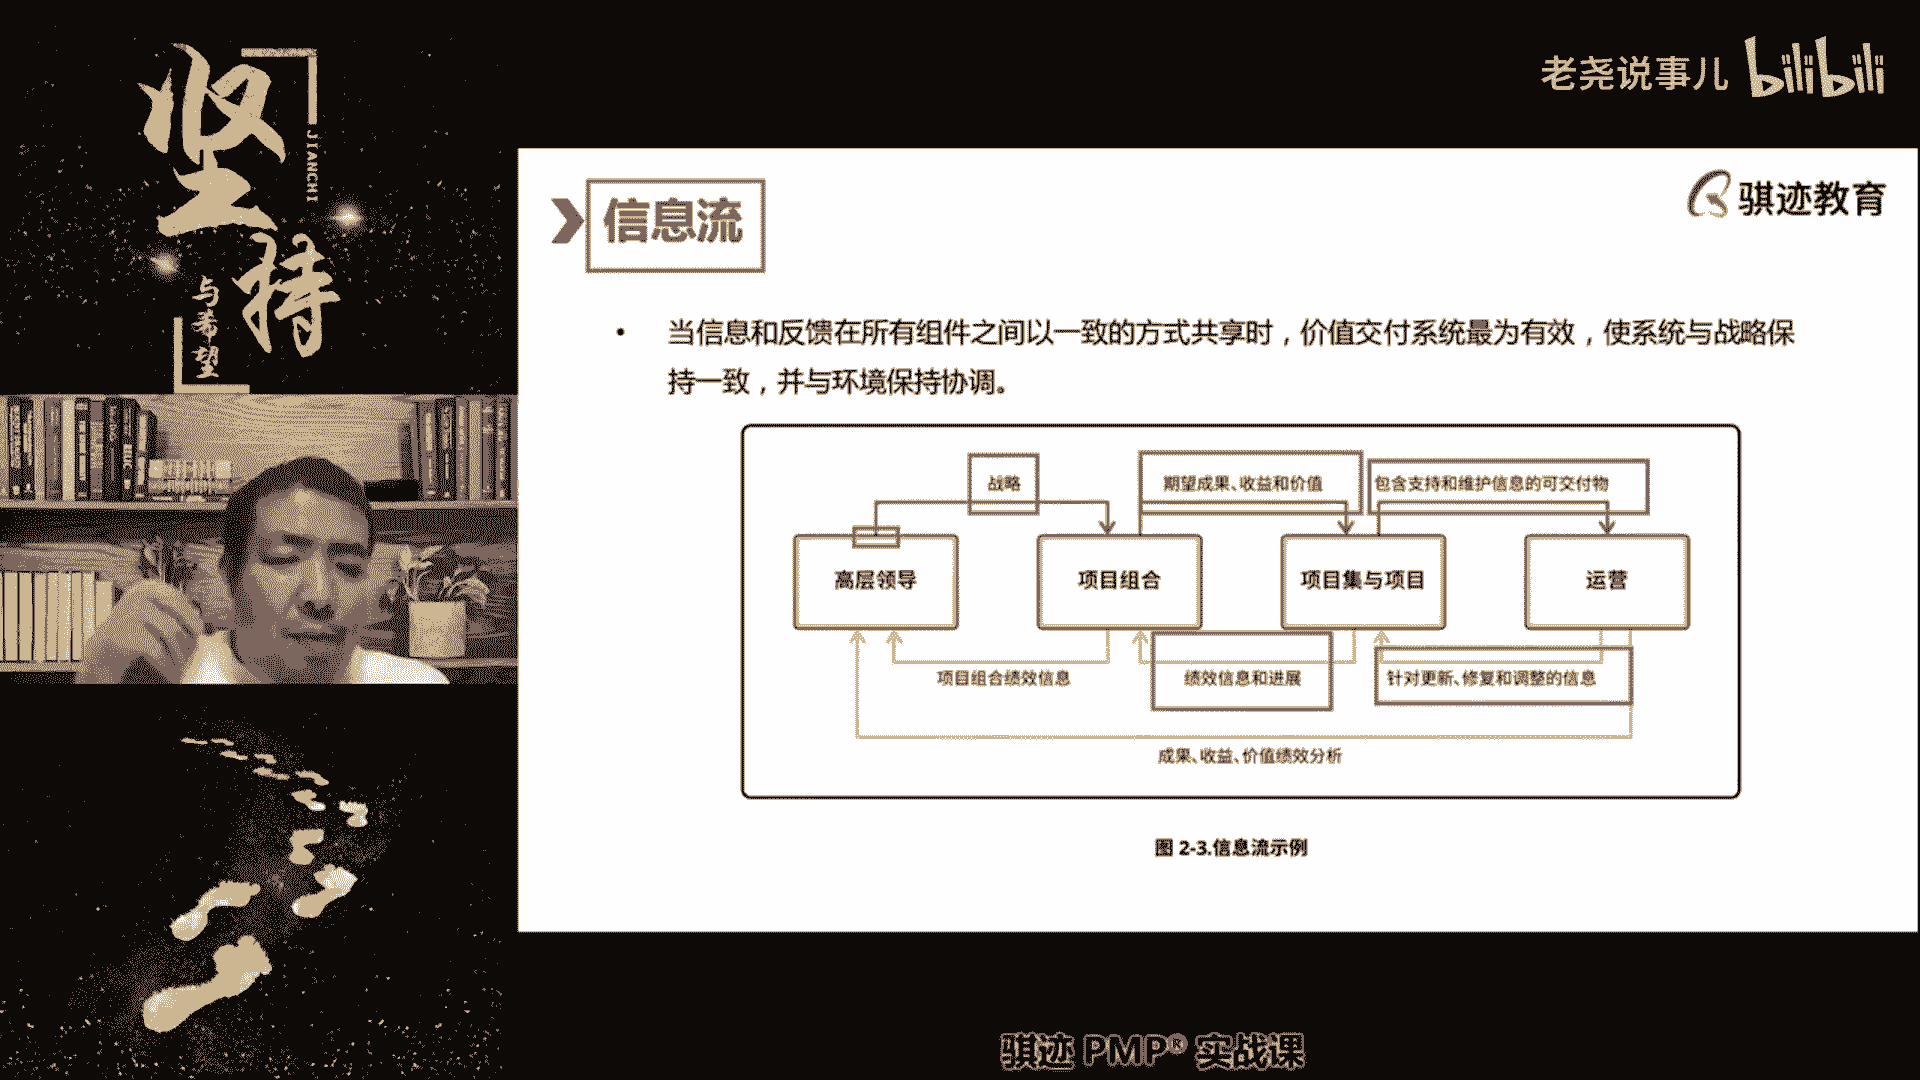 坚持
JIANCHI
与希望
老尧说事儿 bilibili
骐迹教育
信息流
• 当信息和反馈在所有组件之间以一致的方式共享时，价值交付系统最为有效，使系统与战略保
持一致，并与环境保持协调。
战略
期望成果、收益和价值
包含支持和维护信息的可交付物
高层领导
项目组合
项目集与项目
运营
项目组合绩效信息
绩效信息和进展
针对更新、修复和调整的信息
成果、收益、价值绩效分析
图 2-3.信息流示例
骐迹 PMP® 实战课